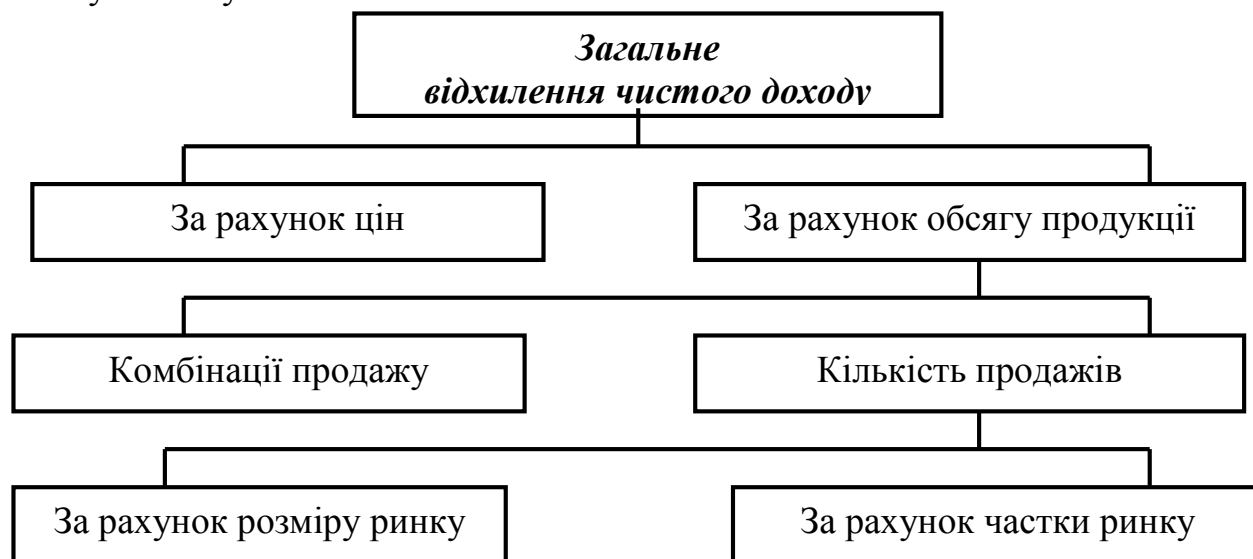 Загальне
відхилення чистого доходу
За рахунок цін
За рахунок обсягу продукції
Комбінації продажу
Кількість продажів
За рахунок розміру ринку
За рахунок частки ринку